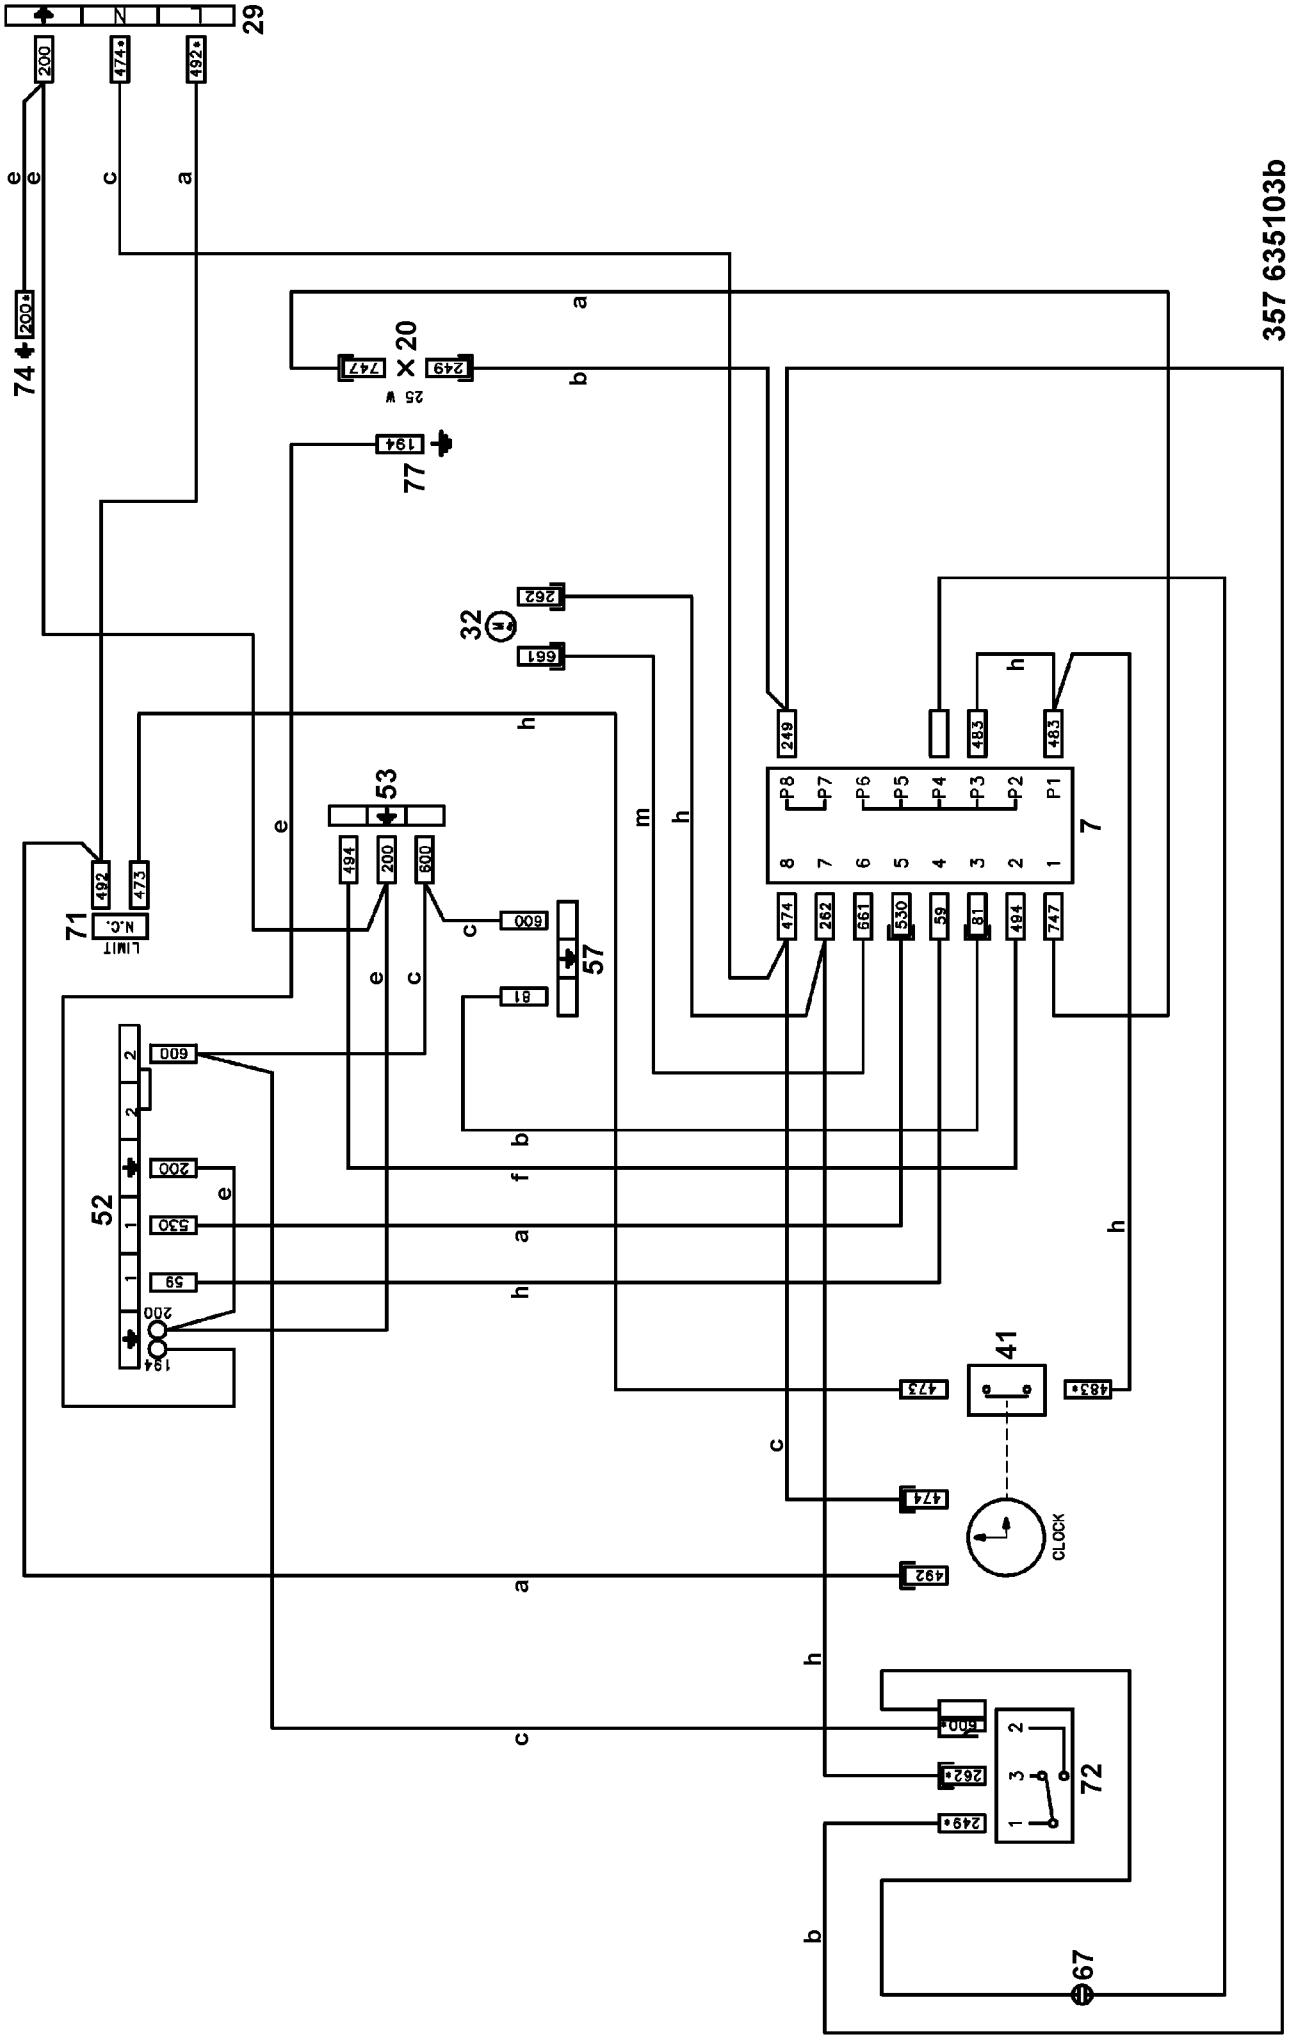 29
L
N
200
474*
492*
e
e
c
a
74
200*
357 635103b
a
747
20
249
25 W
b
77
194
32
M
262
661
h
e
m
h
h
53
494
200
600
71
492
473
N.C.
LIMIT
c
600
57
81
e
c
249
483
483
P8
P7
P6
P5
P4
P3
P2
P1
8
7
6
5
4
3
2
1
7
474
262
661
530
59
81
494
747
52
2
2
1
1
600
200
530
59
200
194
e
b
f
a
h
h
473
41
483*
c
474
492
CLOCK
a
h
c
600*
262*
249*
2
3
1
72
b
67